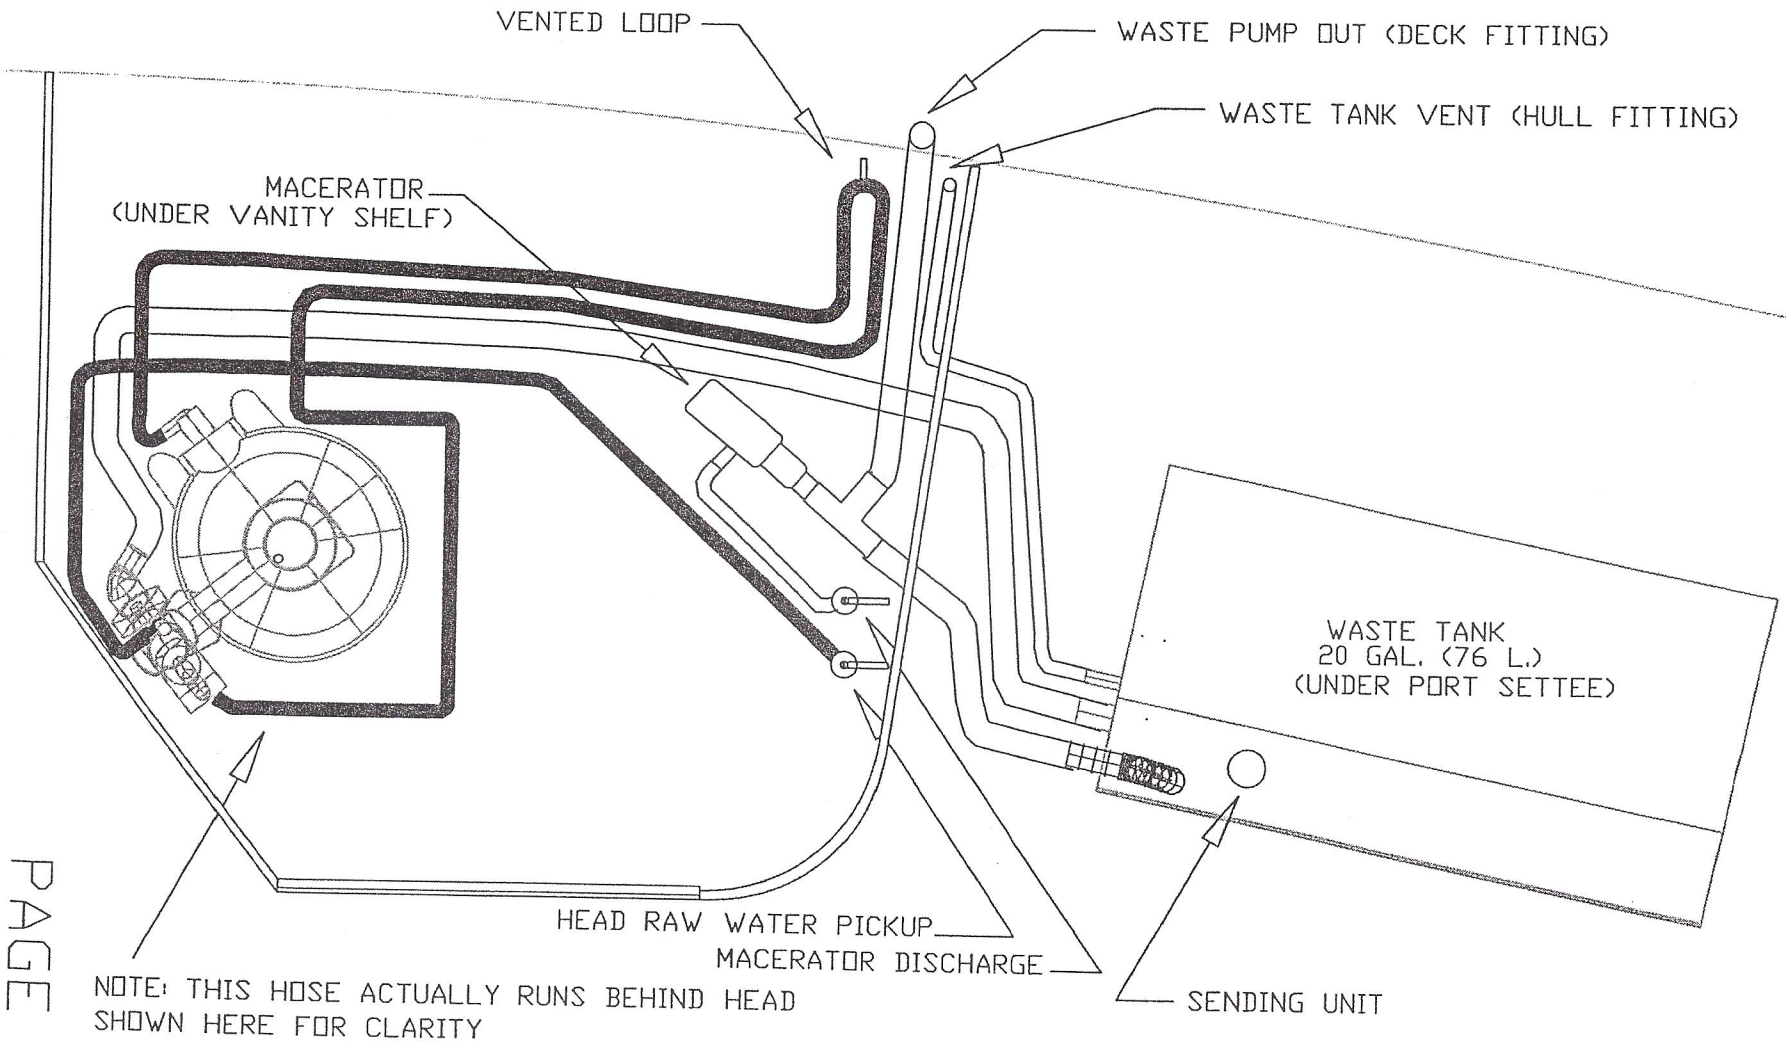 VENTED LOOP
WASTE PUMP OUT (DECK FITTING)
WASTE TANK VENT (HULL FITTING)
MACERATOR
(UNDER VANITY SHELF)
WASTE TANK
20 GAL. (76 L.)
(UNDER PORT SETTEE)
HEAD RAW WATER PICKUP
MACERATOR DISCHARGE
SENDING UNIT
NOTE: THIS HOSE ACTUALLY RUNS BEHIND HEAD
SHOWN HERE FOR CLARITY
PAGE